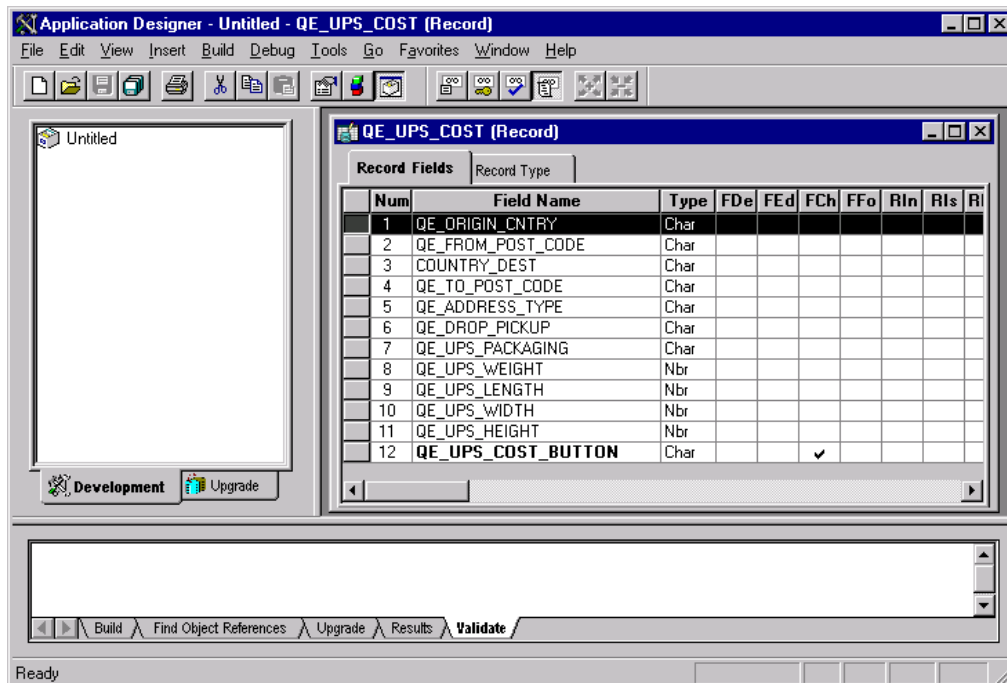 Application Designer - Untitled - QE_UPS_COST (Record)
File Edit View Insert Build Debug Tools Go Favorites Window Help
Untitled
Development Upgrade
QE_UPS_COST (Record)
Record Fields Record Type
Num Field Name Type FDe FEd FCh FFo RIn RIs RI
1 QE_ORIGIN_CNTRY Char
2 QE_FROM_POST_CODE Char
3 COUNTRY_DEST Char
4 QE_TO_POST_CODE Char
5 QE_ADDRESS_TYPE Char
6 QE_DROP_PICKUP Char
7 QE_UPS_PACKAGING Char
8 QE_UPS_WEIGHT Nbr
9 QE_UPS_LENGTH Nbr
10 QE_UPS_WIDTH Nbr
11 QE_UPS_HEIGHT Nbr
12 QE_UPS_COST_BUTTON Char ✔
Build Find Object References Upgrade Results Validate
Ready